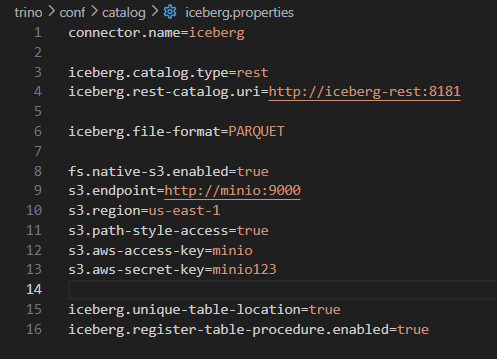 trino > conf > catalog > iceberg.properties
1 connector.name=iceberg
2
3 iceberg.catalog.type=rest
4 iceberg.rest-catalog.uri=http://iceberg-rest:8181
5
6 iceberg.file-format=PARQUET
7
8 fs.native-s3.enabled=true
9 s3.endpoint=http://minio:9000
10 s3.region=us-east-1
11 s3.path-style-access=true
12 s3.aws-access-key=minio
13 s3.aws-secret-key=minio123
14
15 iceberg.unique-table-location=true
16 iceberg.register-table-procedure.enabled=true